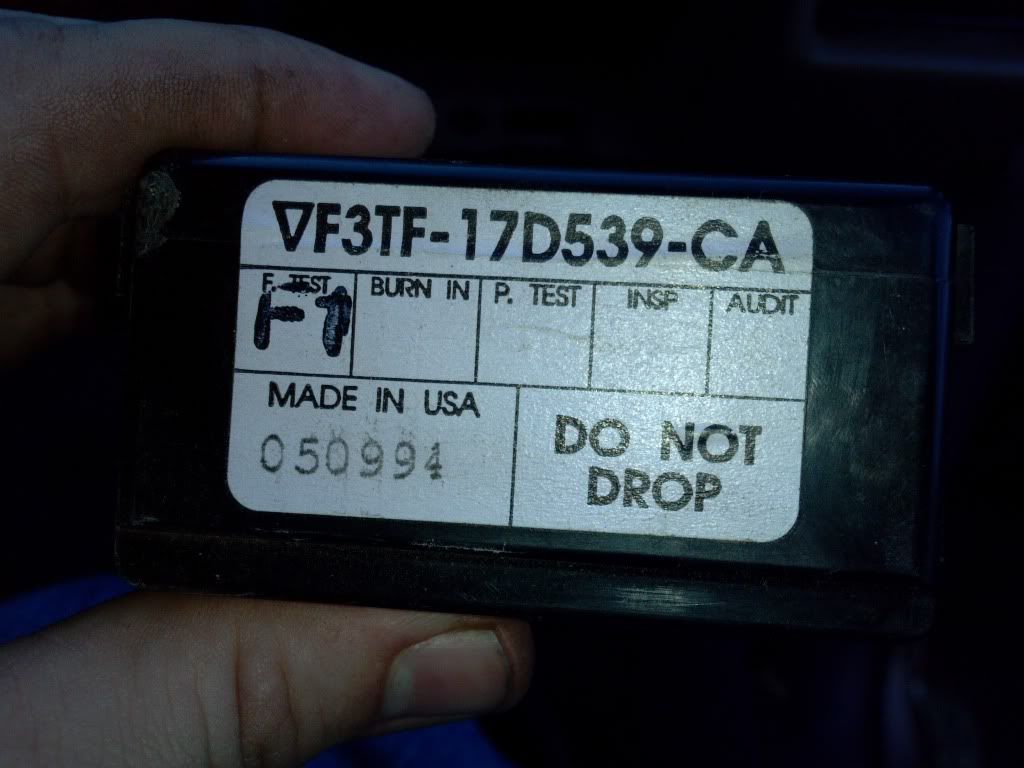 ∇F3TF-17D539-CA
F. TEST BURN IN P. TEST INSP AUDIT
F1
MADE IN USA
050994
DO NOT
DROP